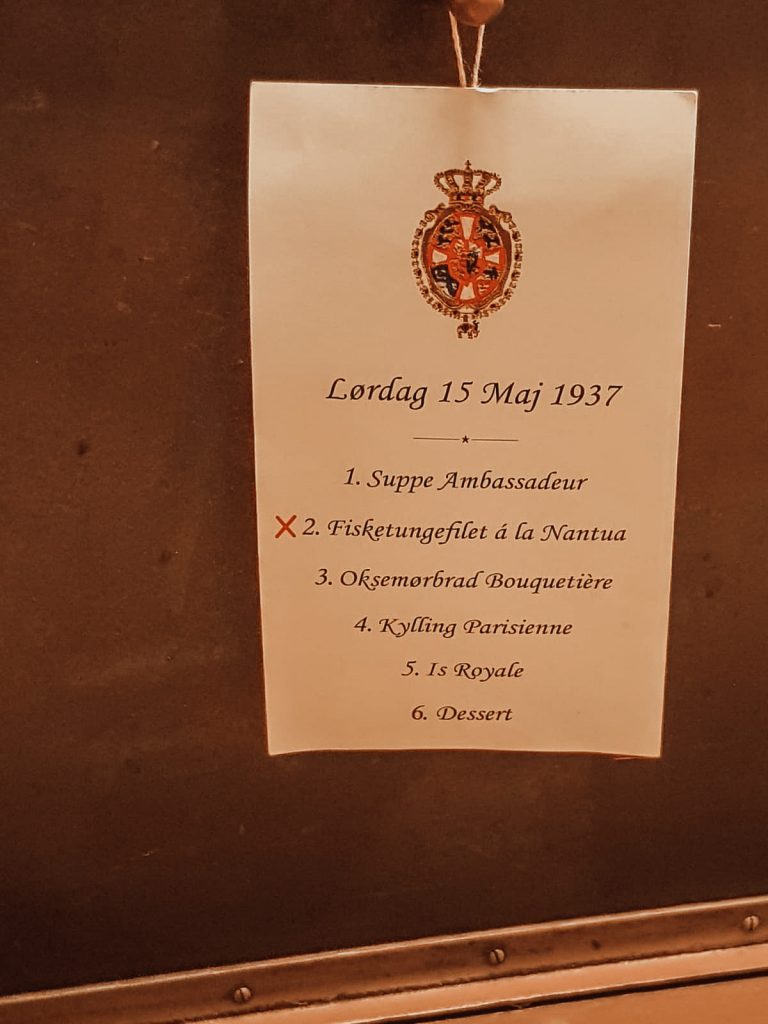 Lørdag 15 Maj 1937
1. Suppe Ambassadeur
X 2. Fisketungefilet á la Nantua
3. Oksemørbrad Bouquetière
4. Kylling Parisienne
5. Is Royale
6. Dessert